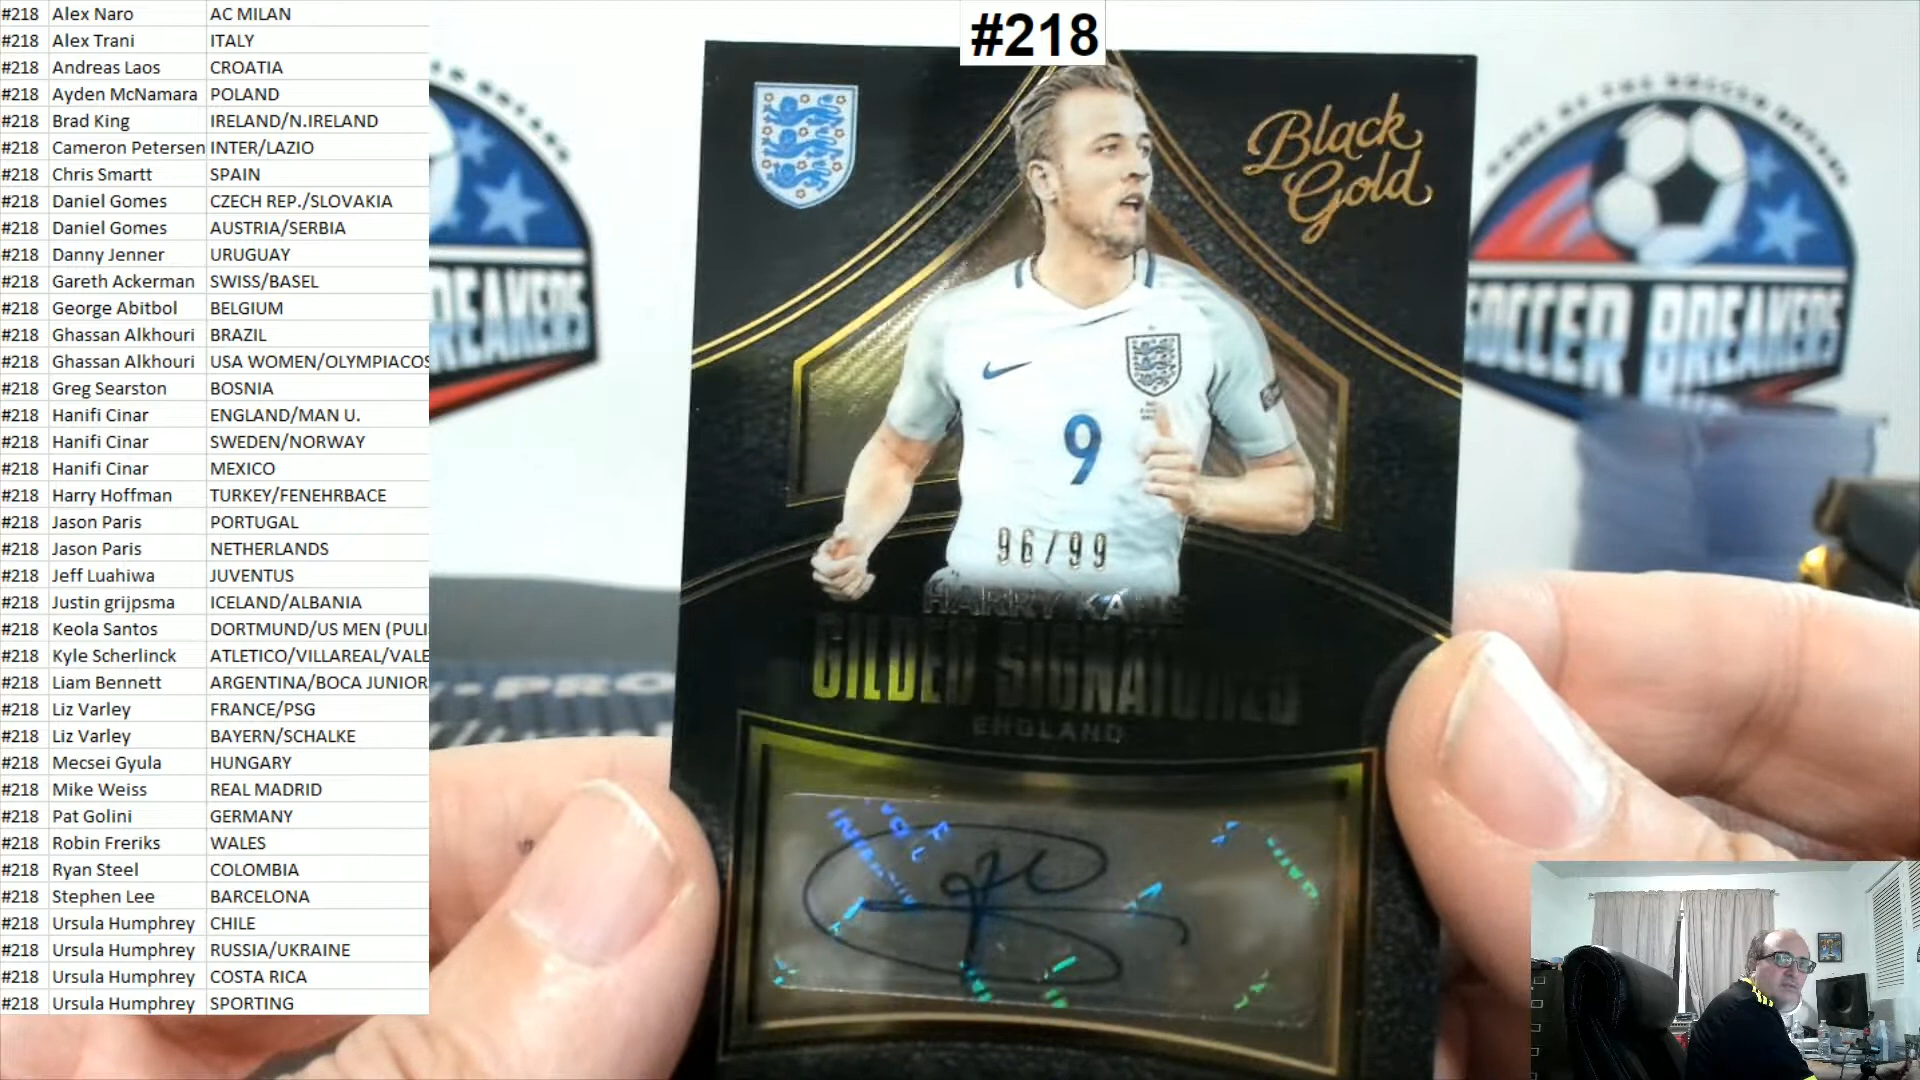 #218 Alex Naro AC MILAN
#218 Alex Trani ITALY
#218 Andreas Laos CROATIA
#218 Ayden McNamara POLAND
#218 Brad King IRELAND/N.IRELAND
#218 Cameron Petersen INTER/LAZIO
#218 Chris Smartt SPAIN
#218 Daniel Gomes CZECH REP./SLOVAKIA
#218 Daniel Gomes AUSTRIA/SERBIA
#218 Danny Jenner URUGUAY
#218 Gareth Ackerman SWISS/BASEL
#218 George Abitbol BELGIUM
#218 Ghassan Alkhouri BRAZIL
#218 Ghassan Alkhouri USA WOMEN/OLYMPIACOS
#218 Greg Searston BOSNIA
#218 Hanifi Cinar ENGLAND/MAN U.
#218 Hanifi Cinar SWEDEN/NORWAY
#218 Hanifi Cinar MEXICO
#218 Harry Hoffman TURKEY/FENEHRBACE
#218 Jason Paris PORTUGAL
#218 Jason Paris NETHERLANDS
#218 Jeff Luahiwa JUVENTUS
#218 Justin grijpsma ICELAND/ALBANIA
#218 Keola Santos DORTMUND/US MEN (PULI
#218 Kyle Scherlinck ATLETICO/VILLAREAL/VALE
#218 Liam Bennett ARGENTINA/BOCA JUNIOR
#218 Liz Varley FRANCE/PSG
#218 Liz Varley BAYERN/SCHALKE
#218 Mecsei Gyula HUNGARY
#218 Mike Weiss REAL MADRID
#218 Pat Golini GERMANY
#218 Robin Freriks WALES
#218 Ryan Steel COLOMBIA
#218 Stephen Lee BARCELONA
#218 Ursula Humphrey CHILE
#218 Ursula Humphrey RUSSIA/UKRAINE
#218 Ursula Humphrey COSTA RICA
#218 Ursula Humphrey SPORTING
#218
Black
Gold
9
96/99
HARRY KANE
GILDED SIGNATURES
ENGLAND
SOCCER BREAKERS
REAKERS
PRO